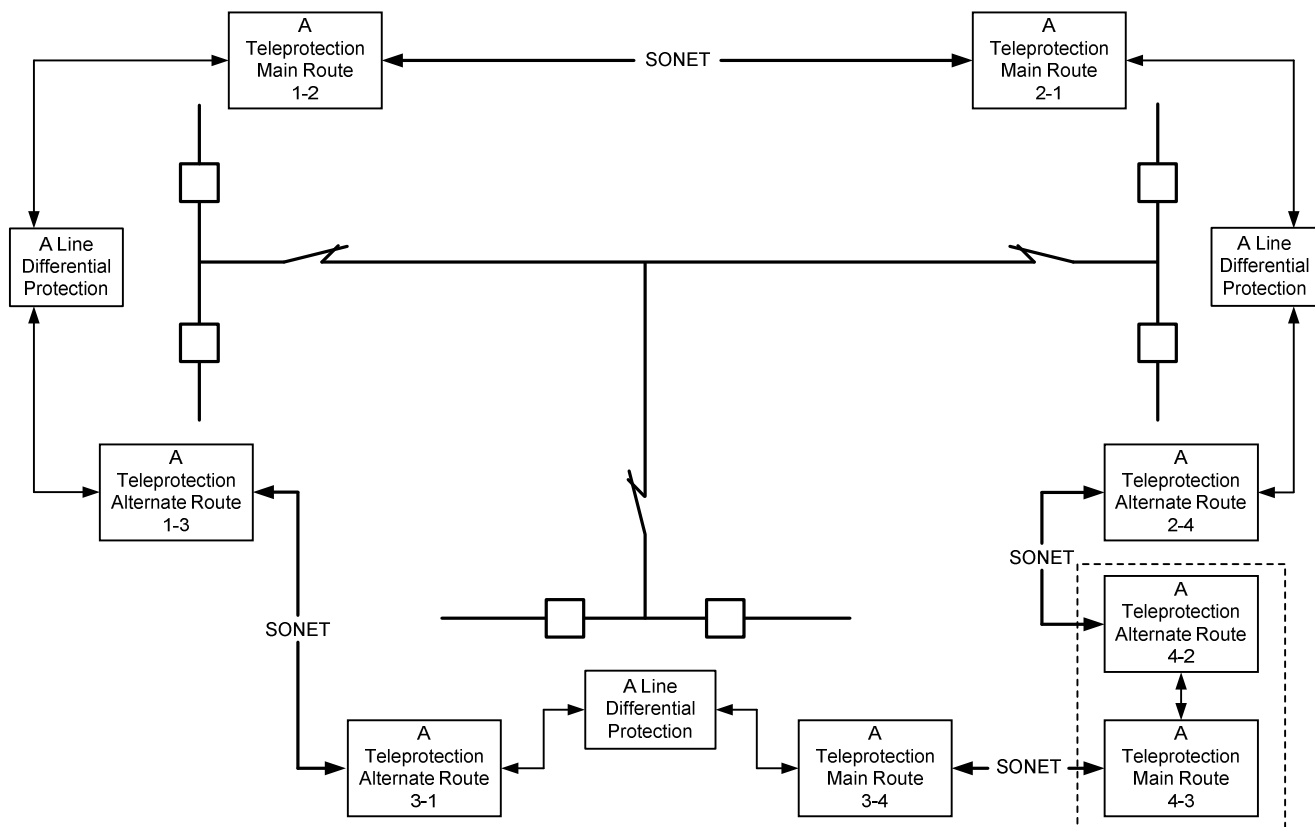 A
Teleprotection
Main Route
1-2
SONET
A
Teleprotection
Main Route
2-1
A Line
Differential
Protection
A Line
Differential
Protection
A
Teleprotection
Alternate Route
1-3
A
Teleprotection
Alternate Route
2-4
SONET
SONET
A
Teleprotection
Alternate Route
4-2
A Line
Differential
Protection
A
Teleprotection
Alternate Route
3-1
A
Teleprotection
Main Route
3-4
SONET
A
Teleprotection
Main Route
4-3